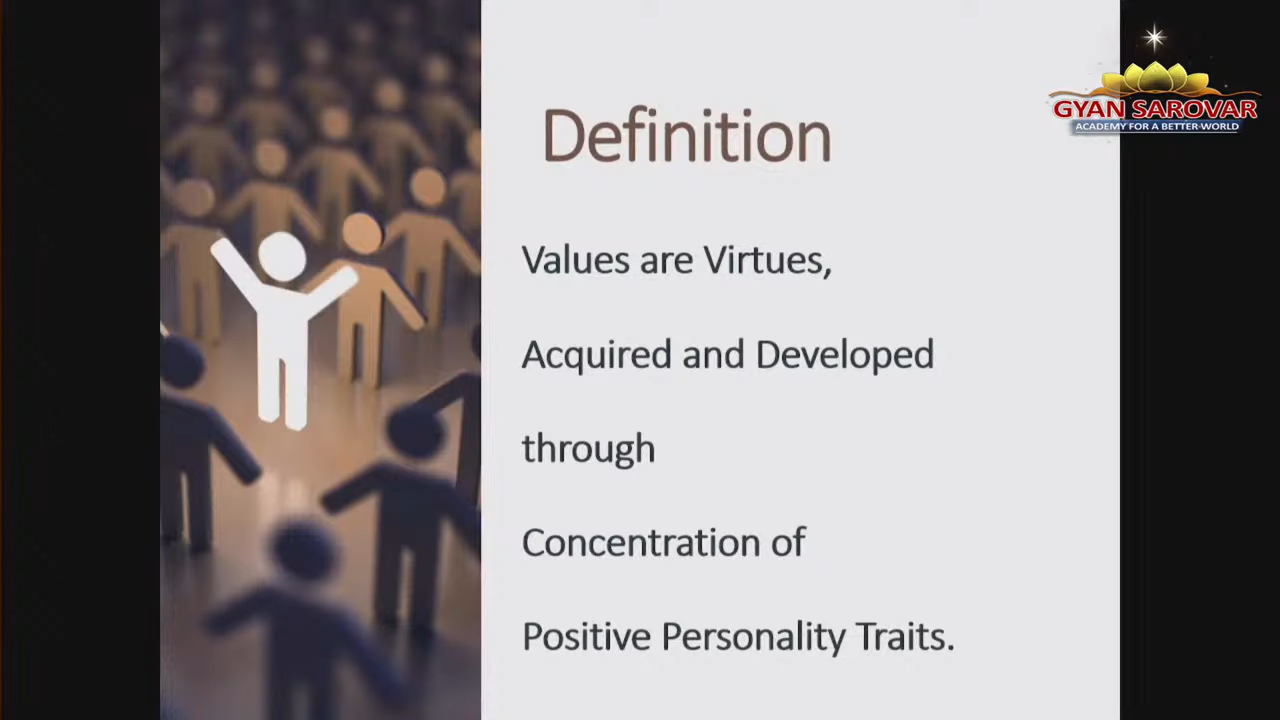 GYAN SAROVAR
ACADEMY FOR A BETTER-WORLD
Definition
Values are Virtues,
Acquired and Developed
through
Concentration of
Positive Personality Traits.